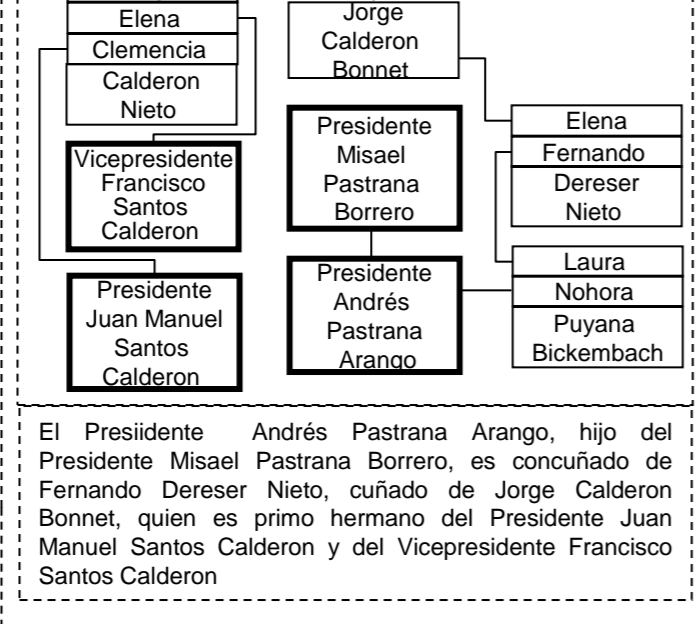 Elena
Clemencia
Calderon
Nieto
Vicepresidente
Francisco
Santos
Calderon
Presidente
Juan Manuel
Santos
Calderon
Jorge
Calderon
Bonnet
Presidente
Misael
Pastrana
Borrero
Presidente
Andrés
Pastrana
Arango
Elena
Fernando
Dereser
Nieto
Laura
Nohora
Puyana
Bickembach
El Presiidente Andrés Pastrana Arango, hijo del
Presidente Misael Pastrana Borrero, es concuñado de
Fernando Dereser Nieto, cuñado de Jorge Calderon
Bonnet, quien es primo hermano del Presidente Juan
Manuel Santos Calderon y del Vicepresidente Francisco
Santos Calderon